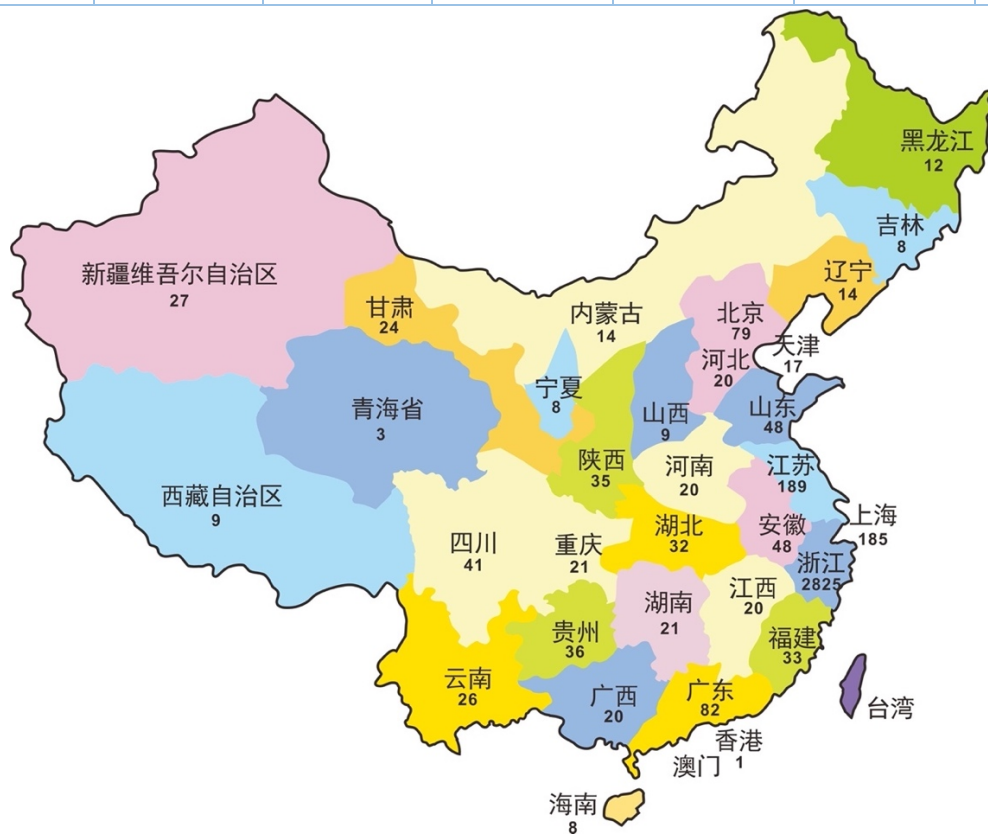 黑龙江
12
吉林
8
辽宁
14
新疆维吾尔自治区
27
甘肃
24
内蒙古
14
北京
79
天津
17
河北
20
宁夏
8
青海省
3
山西
9
山东
48
陕西
35
河南
20
江苏
189
西藏自治区
9
上海
185
安徽
48
湖北
32
四川
41
重庆
21
浙江
2825
江西
20
湖南
21
贵州
36
福建
33
云南
26
广西
20
广东
82
台湾
香港
1
澳门
海南
8